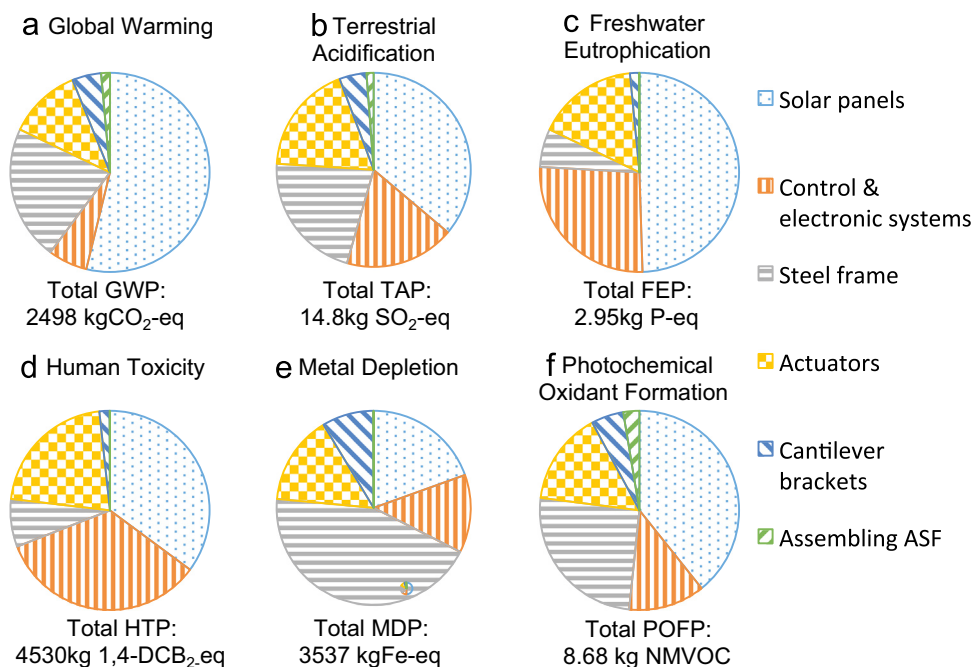 a Global Warming
b Terrestrial
Acidification
c Freshwater
Eutrophication
Total GWP:
2498 kgCO₂-eq
Total TAP:
14.8kg SO₂-eq
Total FEP:
2.95kg P-eq
d Human Toxicity
e Metal Depletion
f Photochemical
Oxidant Formation
Total HTP:
4530kg 1,4-DCB₂-eq
Total MDP:
3537 kgFe-eq
Total POFP:
8.68 kg NMVOC
Solar panels
Control &
electronic systems
Steel frame
Actuators
Cantilever
brackets
Assembling ASF